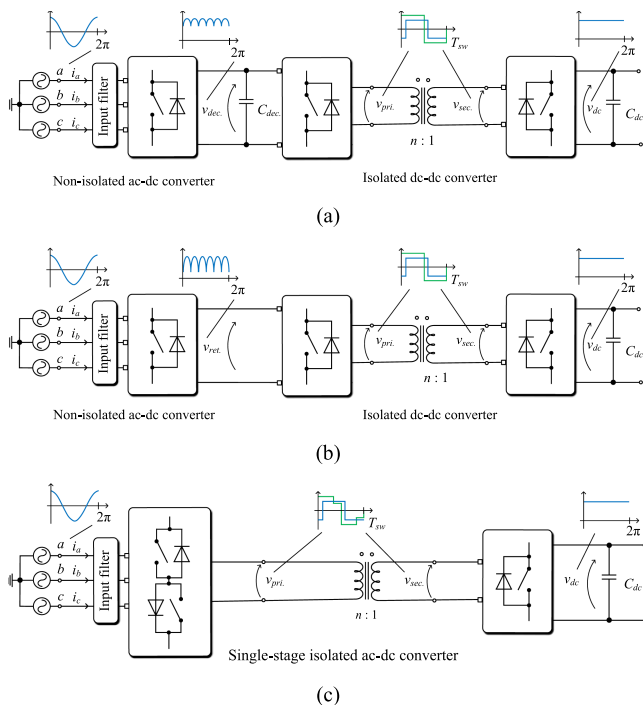 2π
T_sw
2π
a i_a
b i_b
c i_c
Input filter
v_dec.
C_dec.
v_pri.
v_sec.
n : 1
v_dc
C_dc
Non-isolated ac-dc converter
Isolated dc-dc converter
(a)
2π
2π
T_sw
2π
a i_a
b i_b
c i_c
Input filter
v_ret.
v_pri.
v_sec.
n : 1
v_dc
C_dc
Non-isolated ac-dc converter
Isolated dc-dc converter
(b)
2π
T_sw
2π
a i_a
b i_b
c i_c
Input filter
v_pri.
v_sec.
n : 1
v_dc
C_dc
Single-stage isolated ac-dc converter
(c)